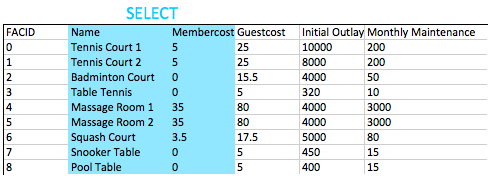 SELECT
FACID Name Membercost Guestcost Initial Outlay Monthly Maintenance
0 Tennis Court 1 5 25 10000 200
1 Tennis Court 2 5 25 8000 200
2 Badminton Court 0 15.5 4000 50
3 Table Tennis 0 5 320 10
4 Massage Room 1 35 80 4000 3000
5 Massage Room 2 35 80 4000 3000
6 Squash Court 3.5 17.5 5000 80
7 Snooker Table 0 5 450 15
8 Pool Table 0 5 400 15